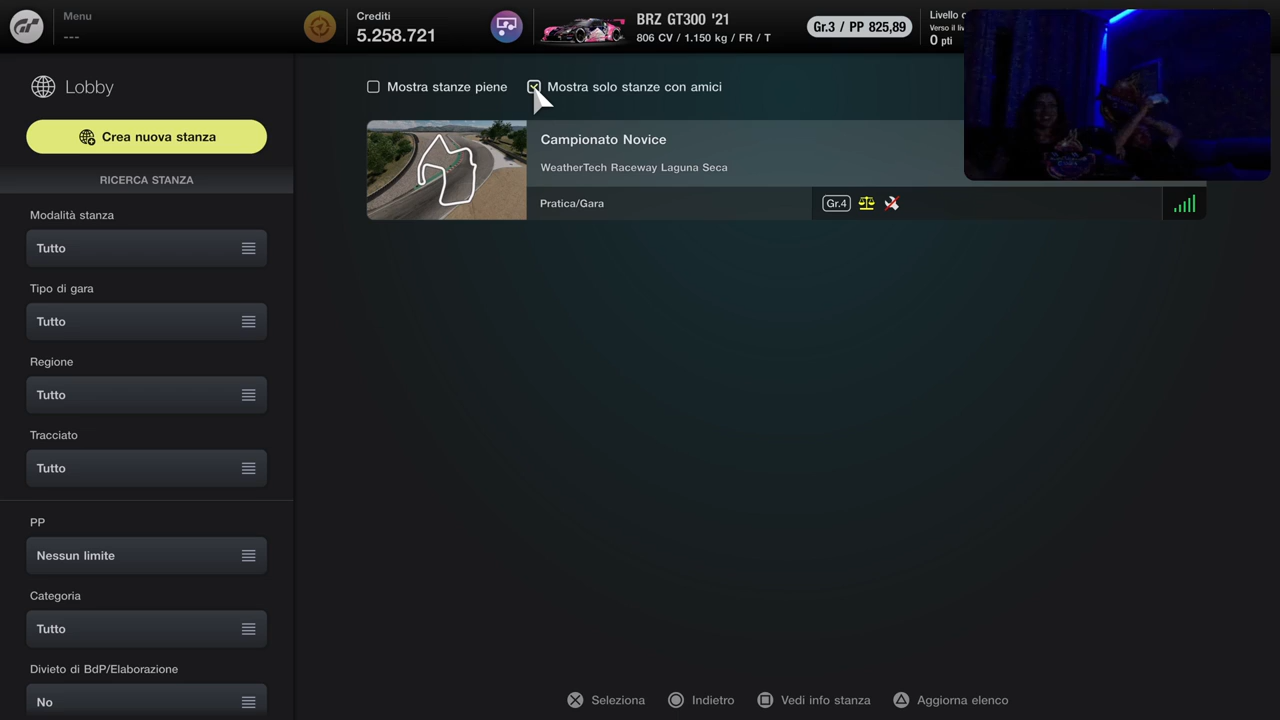 Menu
---
Crediti
5.258.721
BRZ GT300 '21
806 CV / 1.150 kg / FR / T
Gr.3 / PP 825,89
Livello
Verso il
0 pti
Lobby
Crea nuova stanza
RICERCA STANZA
Modalità stanza
Tutto
Tipo di gara
Tutto
Regione
Tutto
Tracciato
Tutto
PP
Nessun limite
Categoria
Tutto
Divieto di BdP/Elaborazione
No
Mostra stanze piene
Mostra solo stanze con amici
Campionato Novice
WeatherTech Raceway Laguna Seca
Pratica/Gara
Gr.4
Seleziona
Indietro
Vedi info stanza
Aggiorna elenco